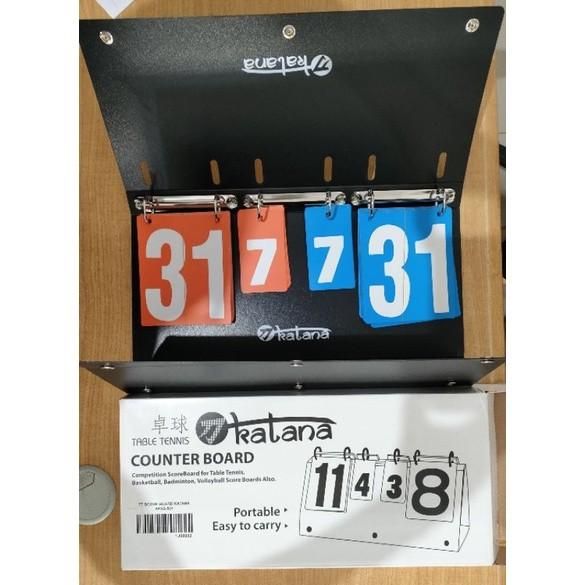 katana
31 7 7 31
katana
卓球
TABLE TENNIS
katana
COUNTER BOARD
Competition ScoreBoard for Table Tennis,
Basketball, Badminton, Volleyball Score Boards Also.
11 4 3 8
Portable
Easy to carry